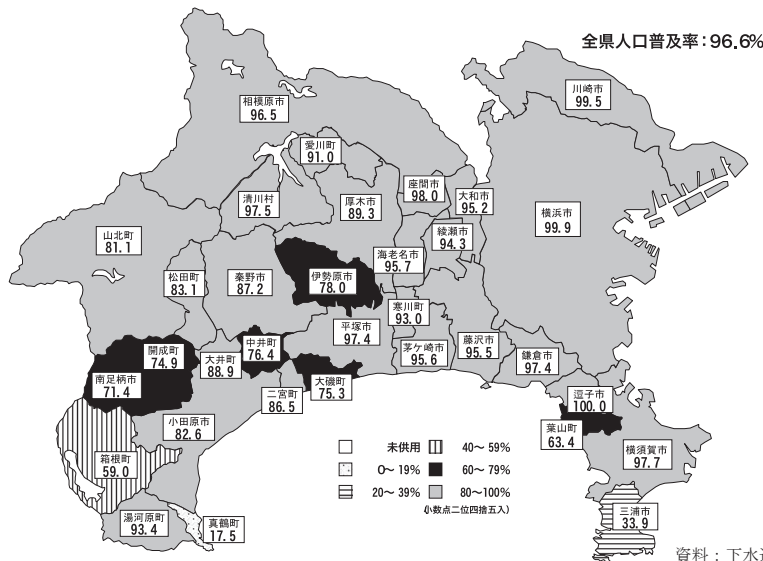 全県人口普及率：96.6%
川崎市
99.5
相模原市
96.5
愛川町
91.0
座間市
98.0
大和市
95.2
清川村
97.5
厚木市
89.3
横浜市
99.9
綾瀬市
94.3
山北町
81.1
海老名市
95.7
松田町
83.1
秦野市
87.2
伊勢原市
78.0
寒川町
93.0
平塚市
97.4
中井町
76.4
開成町
74.9
大井町
88.9
茅ケ崎市
95.6
藤沢市
95.5
鎌倉市
97.4
南足柄市
71.4
大磯町
75.3
二宮町
86.5
逗子市
100.0
小田原市
82.6
葉山町
63.4
横須賀市
97.7
箱根町
59.0
湯河原町
93.4
真鶴町
17.5
三浦市
33.9
未供用
40～59%
0～19%
60～79%
20～39%
80～100%
(小数点二位四捨五入)
資料：下水